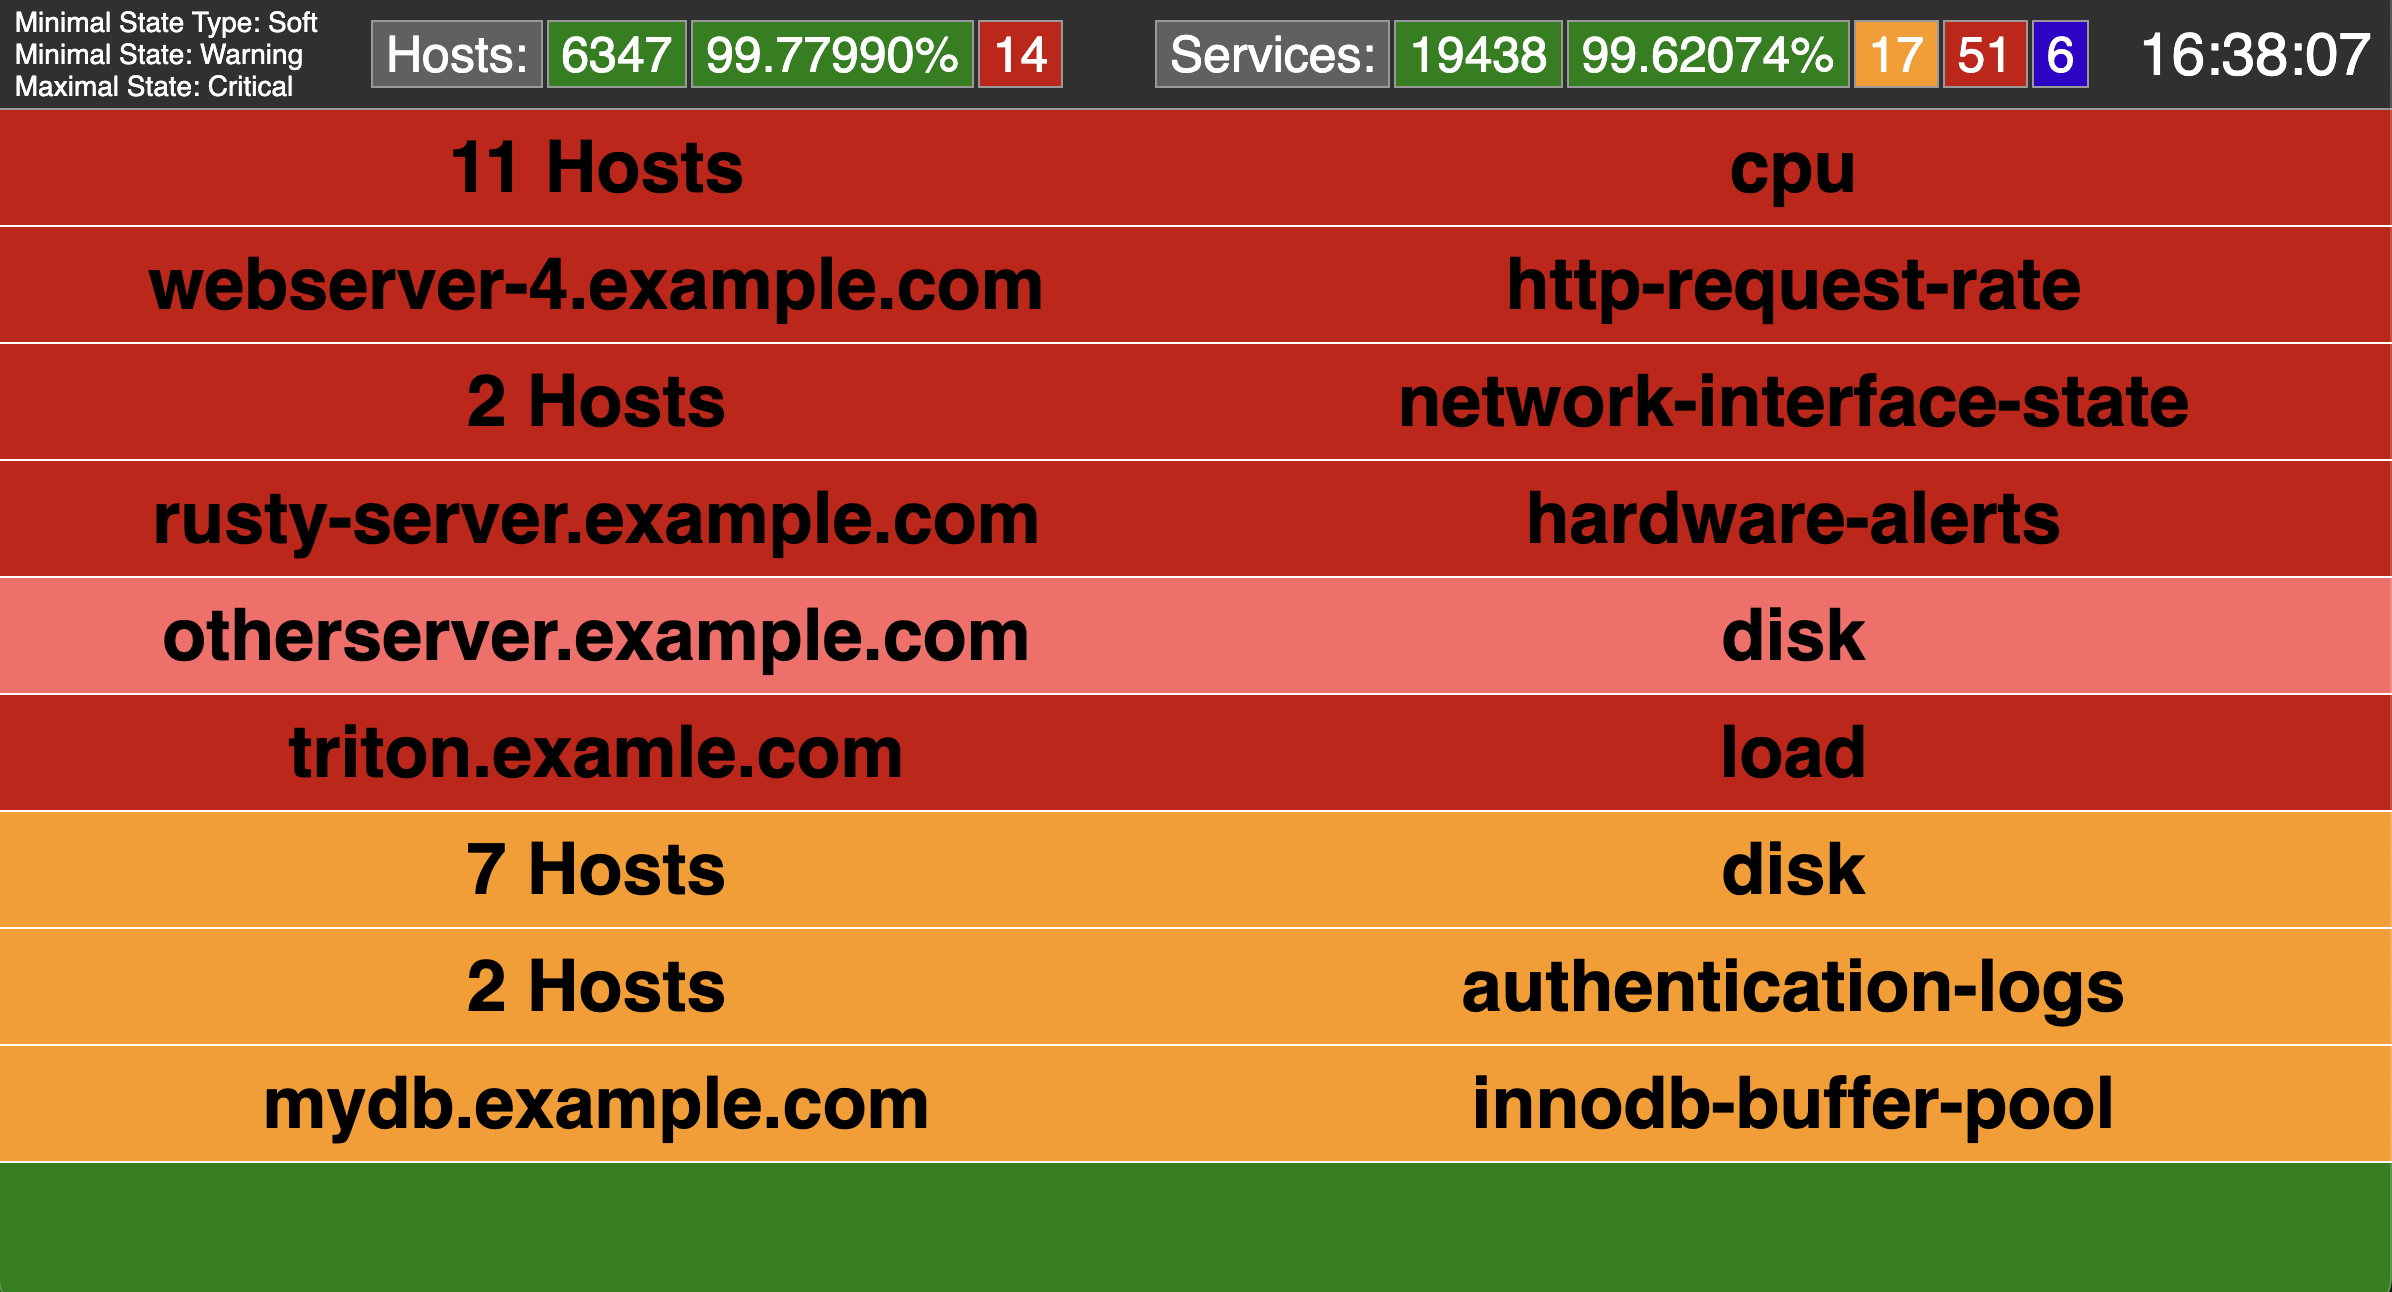 Minimal State Type: Soft
Minimal State: Warning
Maximal State: Critical
Hosts: 6347 99.77990% 14 Services: 19438 99.62074% 17 51 6 16:38:07
11 Hosts cpu
webserver-4.example.com http-request-rate
2 Hosts network-interface-state
rusty-server.example.com hardware-alerts
otherserver.example.com disk
triton.examle.com load
7 Hosts disk
2 Hosts authentication-logs
mydb.example.com innodb-buffer-pool